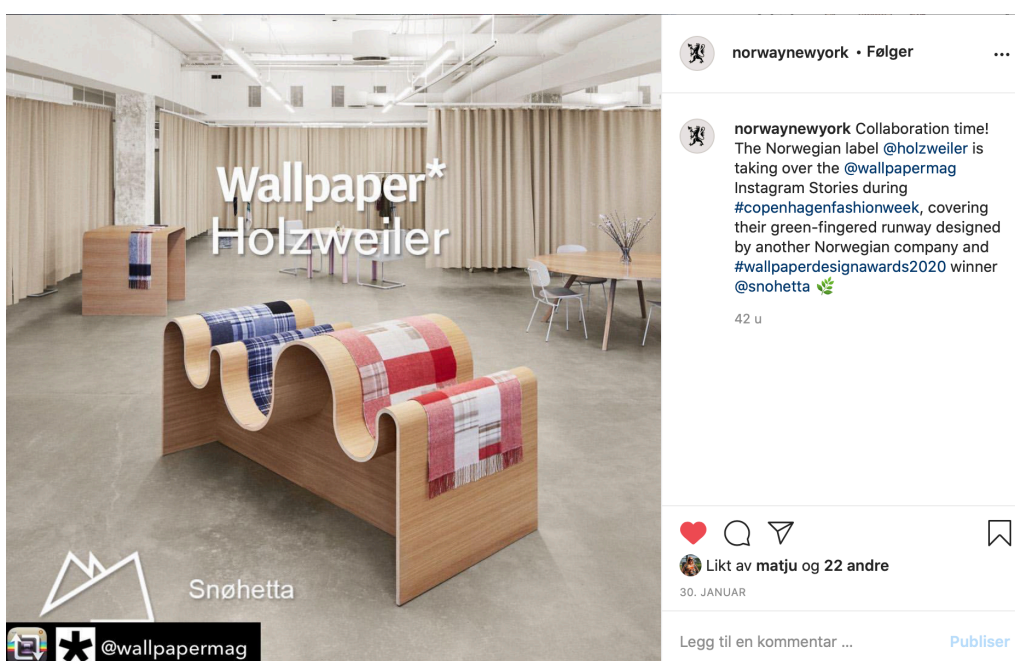 Wallpaper*
Holzweiler
Snøhetta
@wallpapermag
norwaynewyork • Følger
norwaynewyork Collaboration time!
The Norwegian label @holzweiler is
taking over the @wallpapermag
Instagram Stories during
#copenhagenfashionweek, covering
their green-fingered runway designed
by another Norwegian company and
#wallpaperdesignawards2020 winner
@snohetta 🌿
42 u
Likt av matju og 22 andre
30. JANUAR
Legg til en kommentar ...
Publiser